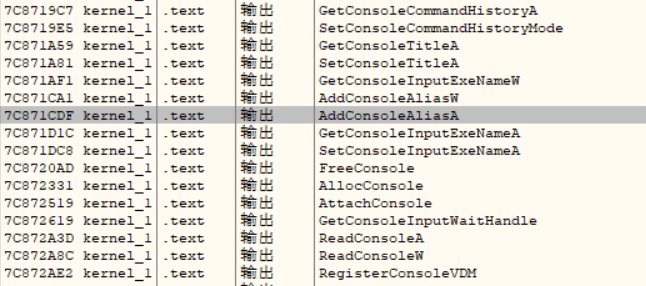 7C8719C7 kernel_1 .text 输出 GetConsoleCommandHistoryA
7C8719E5 kernel_1 .text 输出 SetConsoleCommandHistoryMode
7C871A59 kernel_1 .text 输出 GetConsoleTitleA
7C871A81 kernel_1 .text 输出 SetConsoleTitleA
7C871AF1 kernel_1 .text 输出 GetConsoleInputExeNameW
7C871CA1 kernel_1 .text 输出 AddConsoleAliasW
7C871CDF kernel_1 .text 输出 AddConsoleAliasA
7C871D1C kernel_1 .text 输出 GetConsoleInputExeNameA
7C871DC8 kernel_1 .text 输出 SetConsoleInputExeNameA
7C8720AD kernel_1 .text 输出 FreeConsole
7C872331 kernel_1 .text 输出 AllocConsole
7C872519 kernel_1 .text 输出 AttachConsole
7C872619 kernel_1 .text 输出 GetConsoleInputWaitHandle
7C872A3D kernel_1 .text 输出 ReadConsoleA
7C872A8C kernel_1 .text 输出 ReadConsoleW
7C872AE2 kernel_1 .text 输出 RegisterConsoleVDM